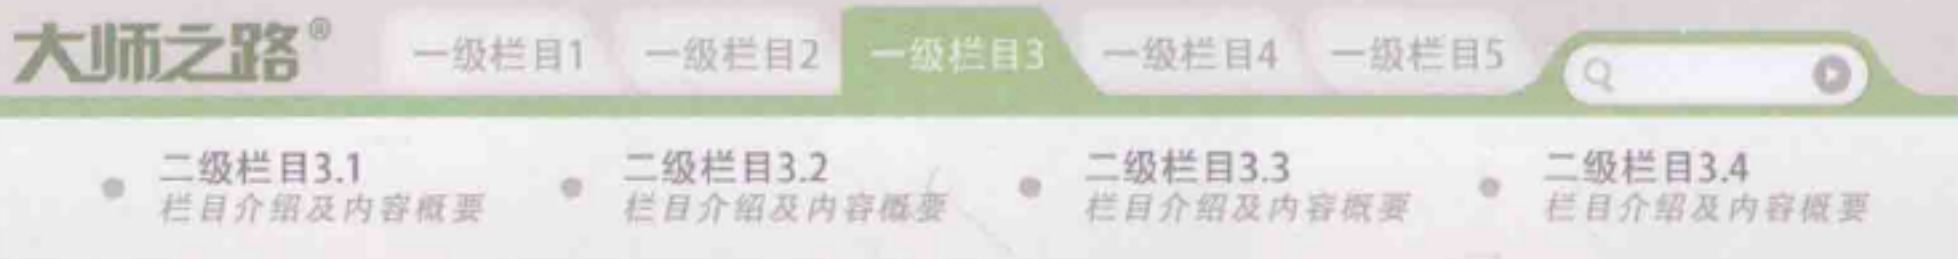 大师之路®
一级栏目1 一级栏目2 一级栏目3 一级栏目4 一级栏目5
二级栏目3.1 二级栏目3.2 二级栏目3.3 二级栏目3.4
栏目介绍及内容概要 栏目介绍及内容概要 栏目介绍及内容概要 栏目介绍及内容概要